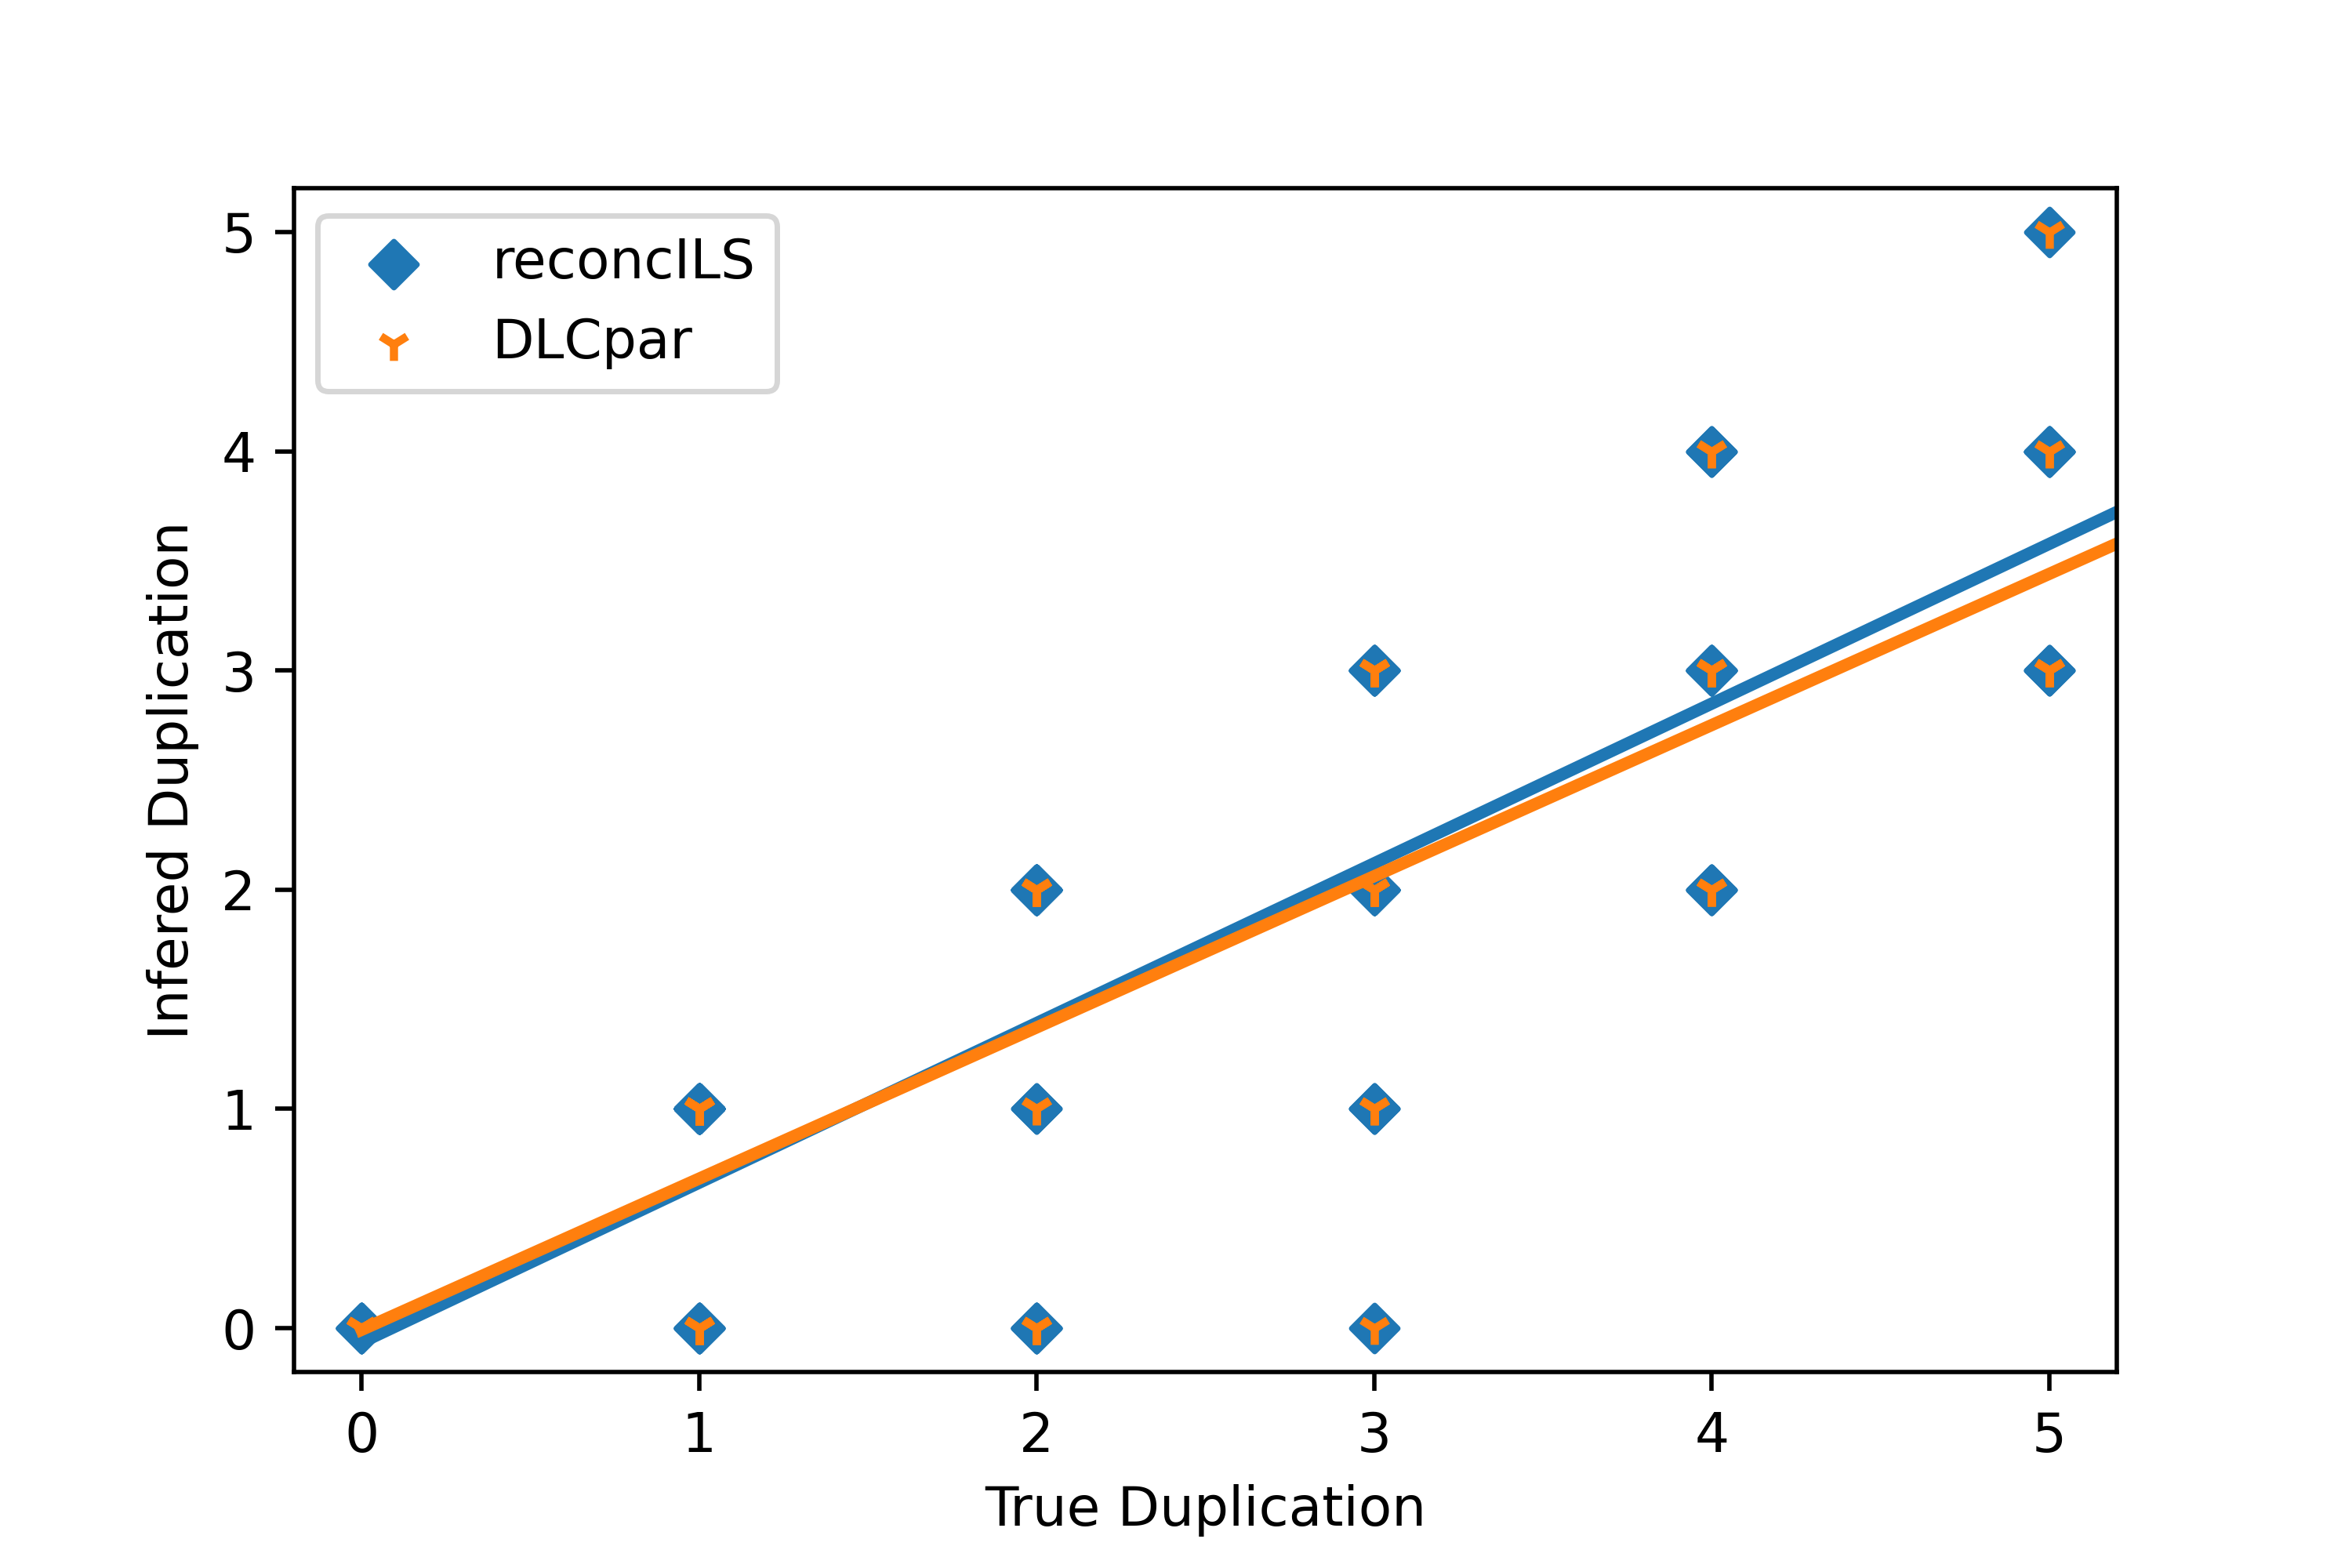 reconcILS
DLCpar
5
4
3
2
1
0
Infered Duplication
0 1 2 3 4 5
True Duplication